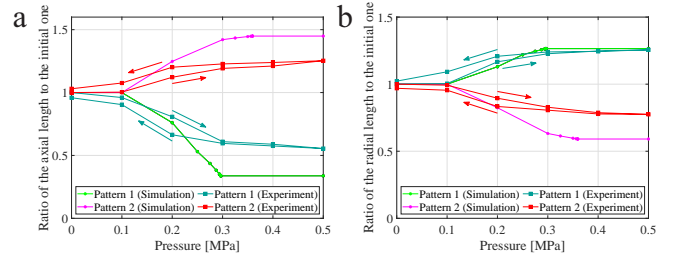 a
Ratio of the axial length to the initial one
1.5
1
0.5
0
0
0.1
0.2
0.3
0.4
0.5
Pressure [MPa]
Pattern 1 (Simulation)
Pattern 1 (Experiment)
Pattern 2 (Simulation)
Pattern 2 (Experiment)
b
Ratio of the radial length to the initial one
1.5
1
0.5
0
0
0.1
0.2
0.3
0.4
0.5
Pressure [MPa]
Pattern 1 (Simulation)
Pattern 1 (Experiment)
Pattern 2 (Simulation)
Pattern 2 (Experiment)